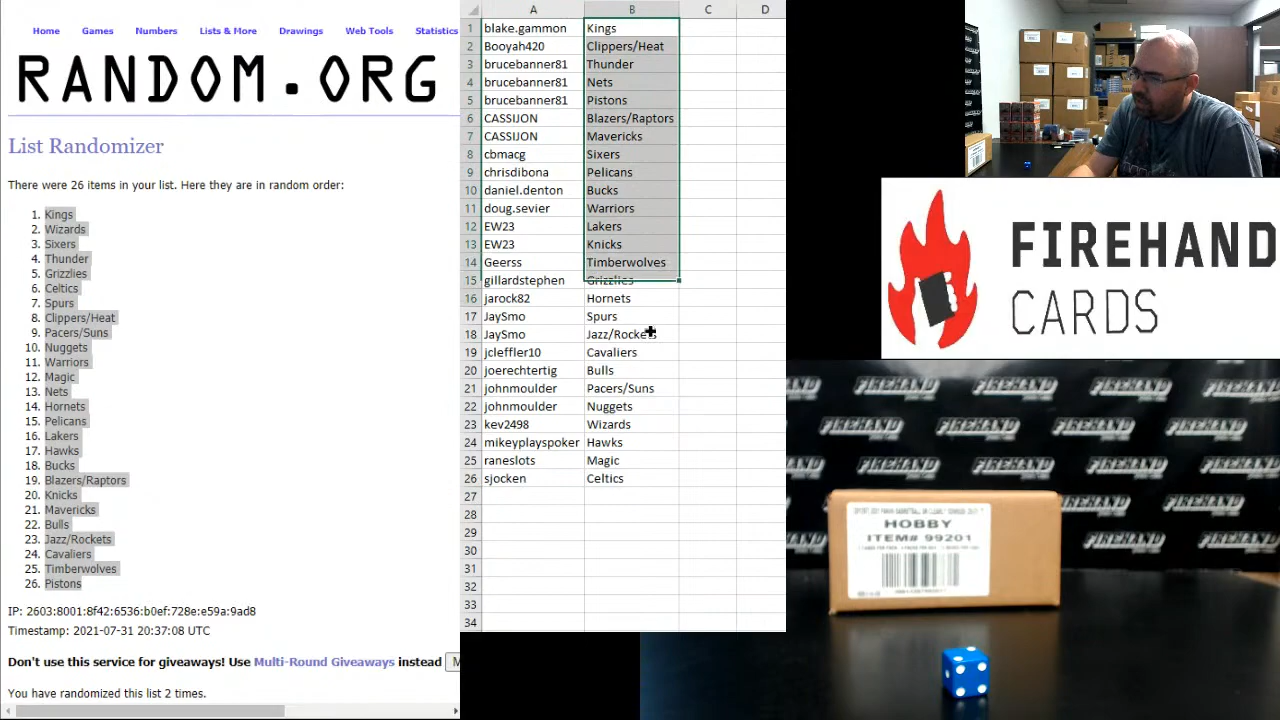 Home Games Numbers Lists & More Drawings Web Tools Statistics
RANDOM.ORG
List Randomizer
There were 26 items in your list. Here they are in random order:
1. Kings
2. Wizards
3. Sixers
4. Thunder
5. Grizzlies
6. Celtics
7. Spurs
8. Clippers/Heat
9. Pacers/Suns
10. Nuggets
11. Warriors
12. Magic
13. Nets
14. Hornets
15. Pelicans
16. Lakers
17. Hawks
18. Bucks
19. Blazers/Raptors
20. Knicks
21. Mavericks
22. Bulls
23. Jazz/Rockets
24. Cavaliers
25. Timberwolves
26. Pistons
IP: 2603:8001:8f42:6536:b0ef:728e:e59a:9ad8
Timestamp: 2021-07-31 20:37:08 UTC
Don't use this service for giveaways! Use Multi-Round Giveaways instead
You have randomized this list 2 times.
A B C D
1 blake.gammon Kings
2 Booyah420 Clippers/Heat
3 brucebanner81 Thunder
4 brucebanner81 Nets
5 brucebanner81 Pistons
6 CASSIJON Blazers/Raptors
7 CASSIJON Mavericks
8 cbmacg Sixers
9 chrisdibona Pelicans
10 daniel.denton Bucks
11 doug.sevier Warriors
12 EW23 Lakers
13 EW23 Knicks
14 Geerss Timberwolves
15 gillardstephen Grizzlies
16 jarock82 Hornets
17 JaySmo Spurs
18 JaySmo Jazz/Rockets
19 jcleffler10 Cavaliers
20 joerechtertig Bulls
21 johnmoulder Pacers/Suns
22 johnmoulder Nuggets
23 kev2498 Wizards
24 mikeyplayspoker Hawks
25 raneslots Magic
26 sjocken Celtics
27
28
29
30
31
32
33
34
FIREHAND
CARDS
FIREHAND FIREHAND FIREHAND
FIREHAND FIREHAND FIREHAND FIREHAND
HOBBY
ITEM# 99201